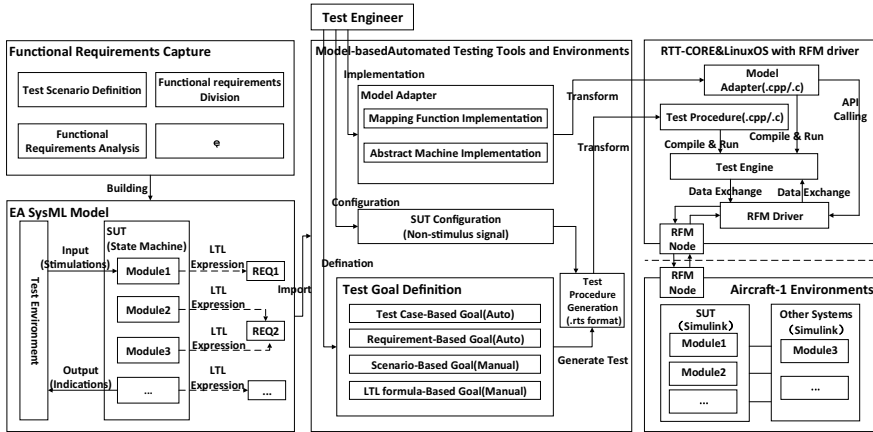 Test Engineer
Functional Requirements Capture
Test Scenario Definition
Functional requirements
Division
Functional
Requirements Analysis
ę
Building
EA SysML Model
Test Environment
Input
(Stimulations)
Output
(Indications)
SUT
(State Machine)
Module1
Module2
Module3
...
LTL
Expression
LTL
Expression
LTL
Expression
LTL
Expression
REQ1
REQ2
...
Import
Model-basedAutomated Testing Tools and Environments
Implementation
Model Adapter
Mapping Function Implementation
Abstract Machine Implementation
Configuration
SUT Configuration
(Non-stimulus signal)
Defination
Test Goal Definition
Test Case-Based Goal(Auto)
Requirement-Based Goal(Auto)
Scenario-Based Goal(Manual)
LTL formula-Based Goal(Manual)
Transform
Transform
Test
Procedure
Generation
(.rts format)
Generate Test
RTT-CORE&LinuxOS with RFM driver
Model
Adapter(.cpp/.c)
Test Procedure(.cpp/.c)
API
Calling
Compile & Run
Compile & Run
Test Engine
Data Exchange
Data Exchange
RFM Driver
RFM
Node
RFM
Node
Aircraft-1 Environments
SUT
(Simulink)
Module1
Module2
...
Other Systems
(Simulink)
Module3
...